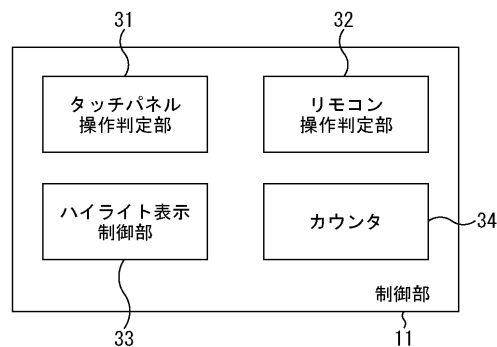 31
32
タッチパネル
操作判定部
リモコン
操作判定部
ハイライト表示
制御部
カウンタ
34
制御部
33
11